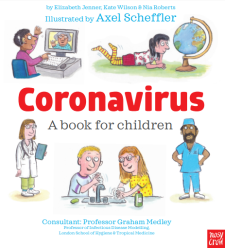 by Elizabeth Jenner, Kate Wilson & Nia Roberts
Illustrated by Axel Scheffler
Coronavirus
A book for children
Consultant: Professor Graham Medley
Professor of Infectious Disease Modelling
London School of Hygiene & Tropical Medicine
nosy
crow